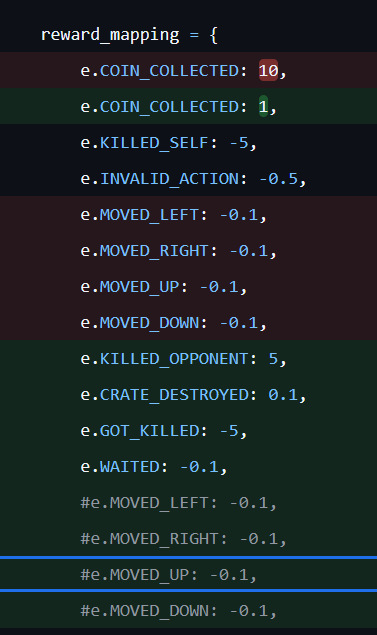 reward_mapping = {
e.COIN_COLLECTED: 10,
e.COIN_COLLECTED: 1,
e.KILLED_SELF: -5,
e.INVALID_ACTION: -0.5,
e.MOVED_LEFT: -0.1,
e.MOVED_RIGHT: -0.1,
e.MOVED_UP: -0.1,
e.MOVED_DOWN: -0.1,
e.KILLED_OPPONENT: 5,
e.CRATE_DESTROYED: 0.1,
e.GOT_KILLED: -5,
e.WAITED: -0.1,
#e.MOVED_LEFT: -0.1,
#e.MOVED_RIGHT: -0.1,
#e.MOVED_UP: -0.1,
#e.MOVED_DOWN: -0.1,